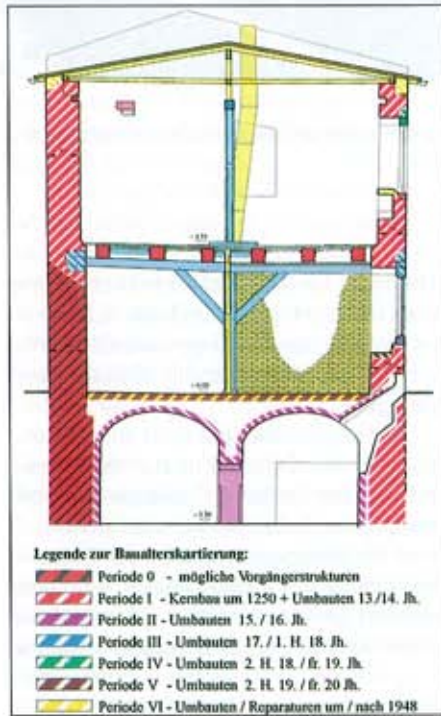 Legende zur Baualterskartierung:
Periode 0 - mögliche Vorgängerstrukturen
Periode I - Kernbau um 1250 + Umbauten 13./14. Jh.
Periode II - Umbauten 15. / 16. Jh.
Periode III - Umbauten 17. / 1. H. 18. Jh.
Periode IV - Umbauten 2. H. 18. / fr. 19. Jh.
Periode V - Umbauten 2. H. 19. / fr. 20 Jh.
Periode VI - Umbauten / Reparaturen um / nach 1948